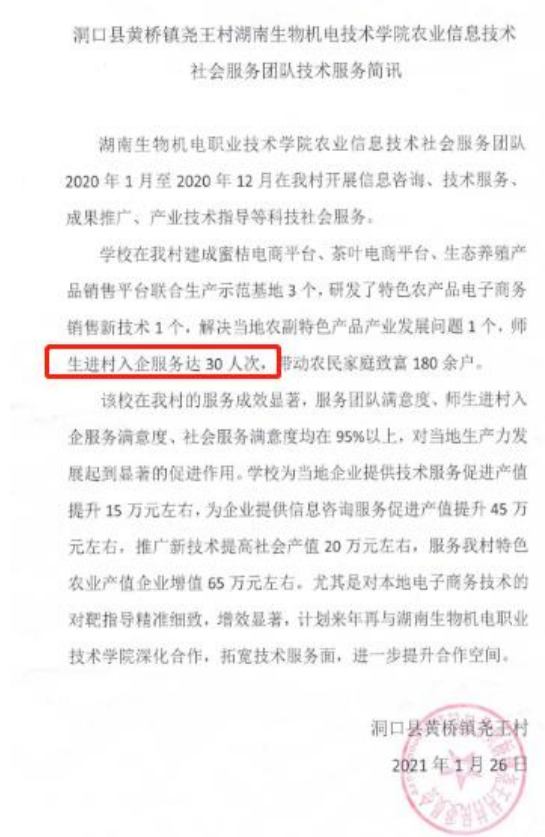 洞口县黄桥镇尧王村湖南生物机电技术学院农业信息技术
社会服务团队技术服务简讯
湖南生物机电职业技术学院农业信息技术社会服务团队
2020 年 1 月至 2020 年 12 月在我村开展信息咨询、技术服务、
成果推广、产业技术指导等科技社会服务。
学校在我村建成蜜桔电商平台、茶叶电商平台、生态养殖产
品销售平台联合生产示范基地 3 个，研发了特色农产品电子商务
销售新技术 1 个，解决当地农副特色产品产业发展问题 1 个，师
生进村入企服务达 30 人次，带动农民家庭致富 180 余户。
该校在我村的服务成效显著，服务团队满意度、师生进村入
企服务满意度、社会服务满意度均在 95%以上，对当地生产力发
展起到显著的促进作用。学校为当地企业提供技术服务促进产值
提升 15 万元左右，为企业提供信息咨询服务促进产值提升 45 万
元左右，推广新技术提高社会产值 20 万元左右，服务我村特色
农业产值企业增值 65 万元左右。尤其是对本地电子商务技术的
对靶指导精准细致，增效显著，计划来年再与湖南生物机电职业
技术学院深化合作，拓宽技术服务面，进一步提升合作空间。
洞口县黄桥镇尧王村
2021 年 1 月 26 日